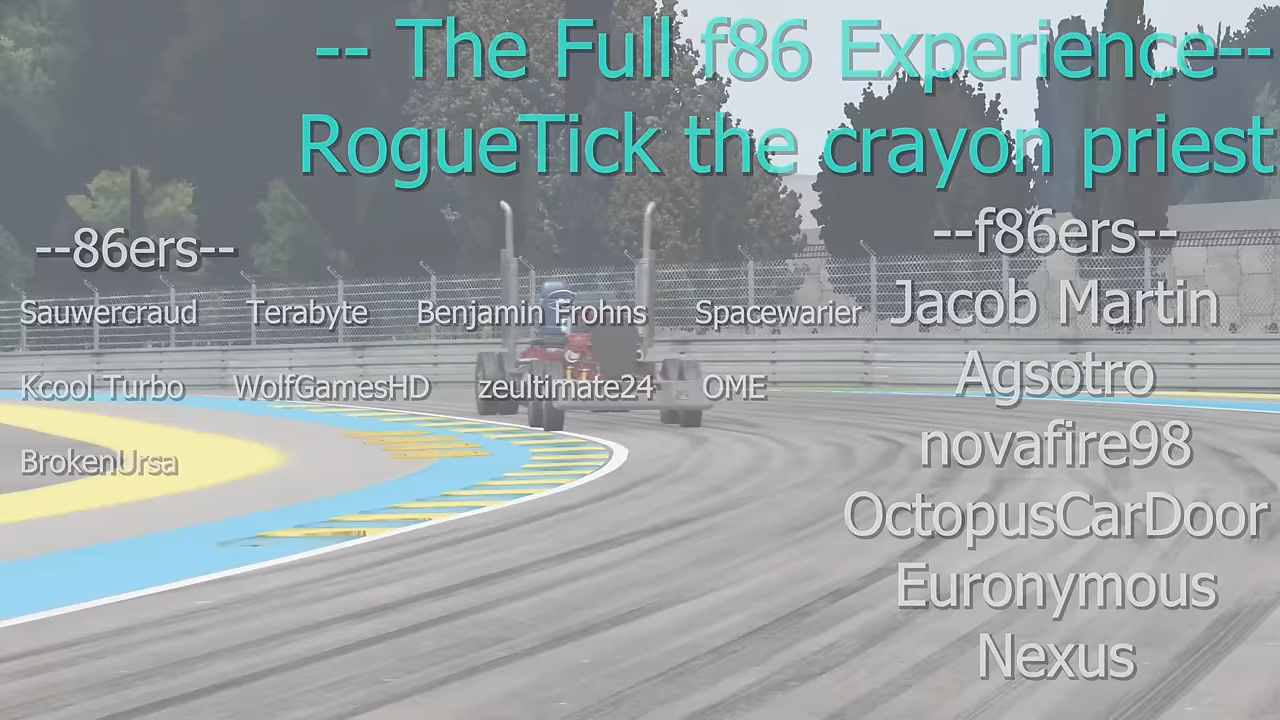 -- The Full f86 Experience--
RogueTick the crayon priest
--86ers--
Sauwercraud Terabyte Benjamin Frohns Spacewarier
Kcool Turbo WolfGamesHD zeultimate24 OME
BrokenUrsa
--f86ers--
Jacob Martin
Agsotro
novafire98
OctopusCarDoor
Euronymous
Nexus